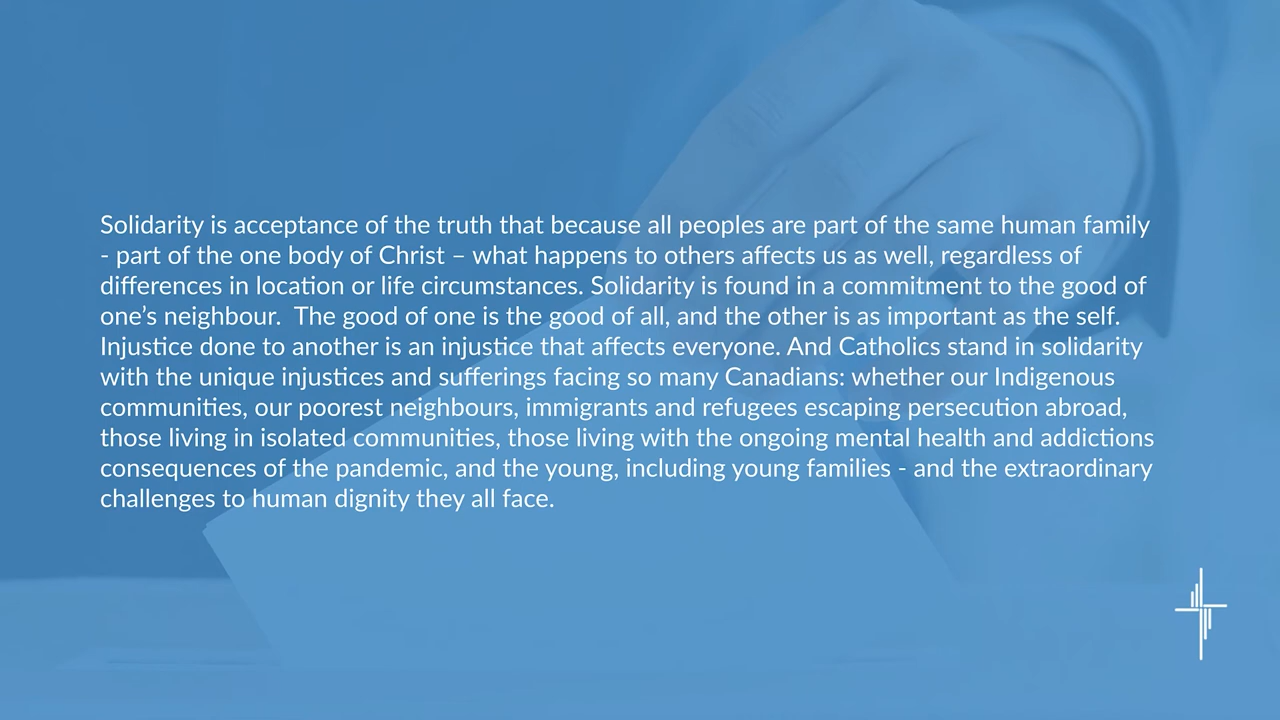 Solidarity is acceptance of the truth that because all peoples are part of the same human family
- part of the one body of Christ – what happens to others affects us as well, regardless of
differences in location or life circumstances. Solidarity is found in a commitment to the good of
one’s neighbour.  The good of one is the good of all, and the other is as important as the self.
Injustice done to another is an injustice that affects everyone. And Catholics stand in solidarity
with the unique injustices and sufferings facing so many Canadians: whether our Indigenous
communities, our poorest neighbours, immigrants and refugees escaping persecution abroad,
those living in isolated communities, those living with the ongoing mental health and addictions
consequences of the pandemic, and the young, including young families - and the extraordinary
challenges to human dignity they all face.